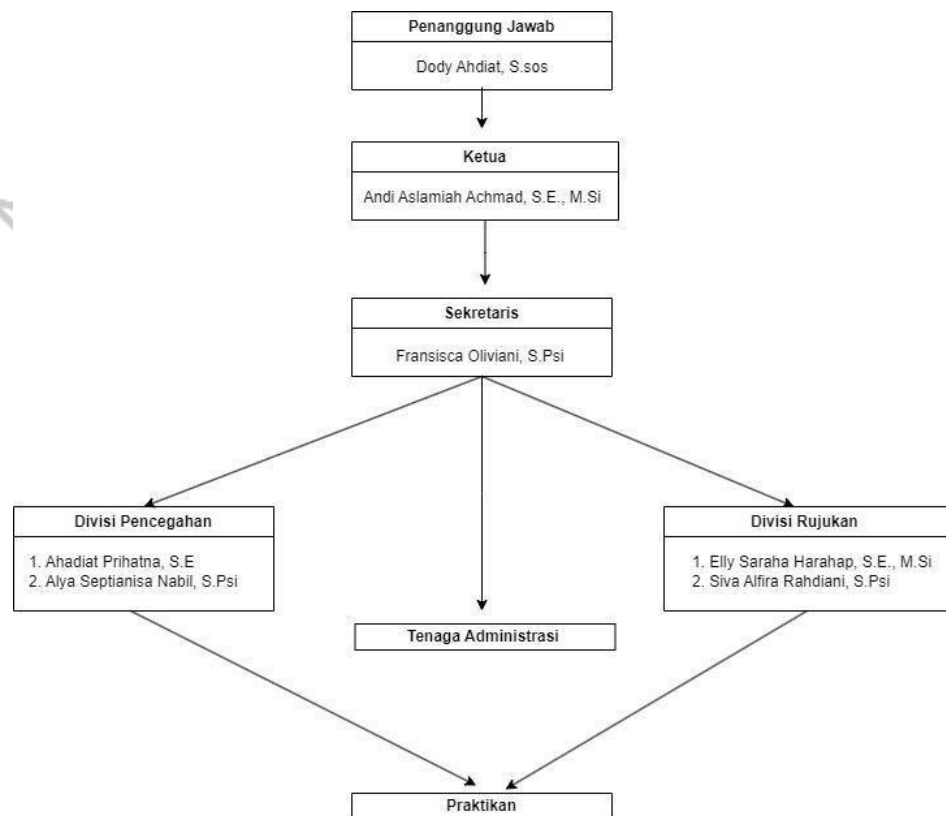 Penanggung Jawab
Dody Ahdiat, S.sos
Ketua
Andi Aslamiah Achmad, S.E., M.Si
Sekretaris
Fransisca Oliviani, S.Psi
Divisi Pencegahan
1. Ahadiat Prihatna, S.E
2. Alya Septianisa Nabil, S.Psi
Divisi Rujukan
1. Elly Saraha Harahap, S.E., M.Si
2. Siva Alfira Rahdiani, S.Psi
Tenaga Administrasi
Praktikan